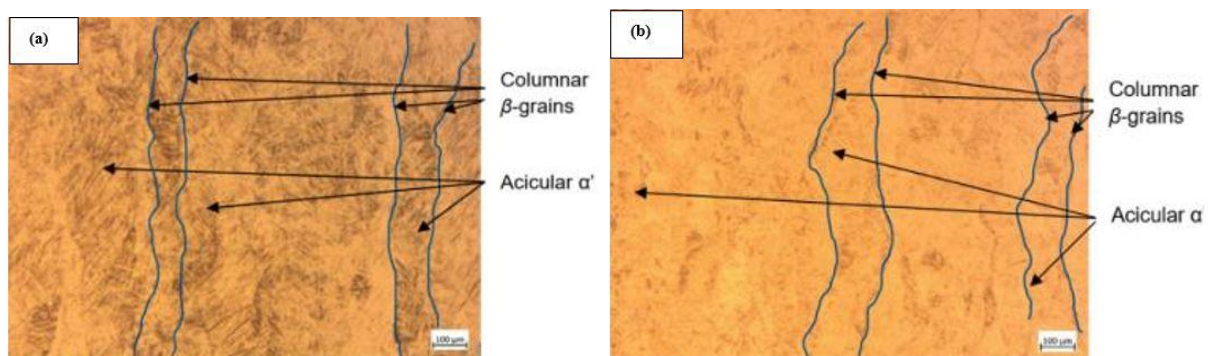 (a)
Columnar
β-grains
Acicular α'
100 µm
(b)
Columnar
β-grains
Acicular α
100 µm